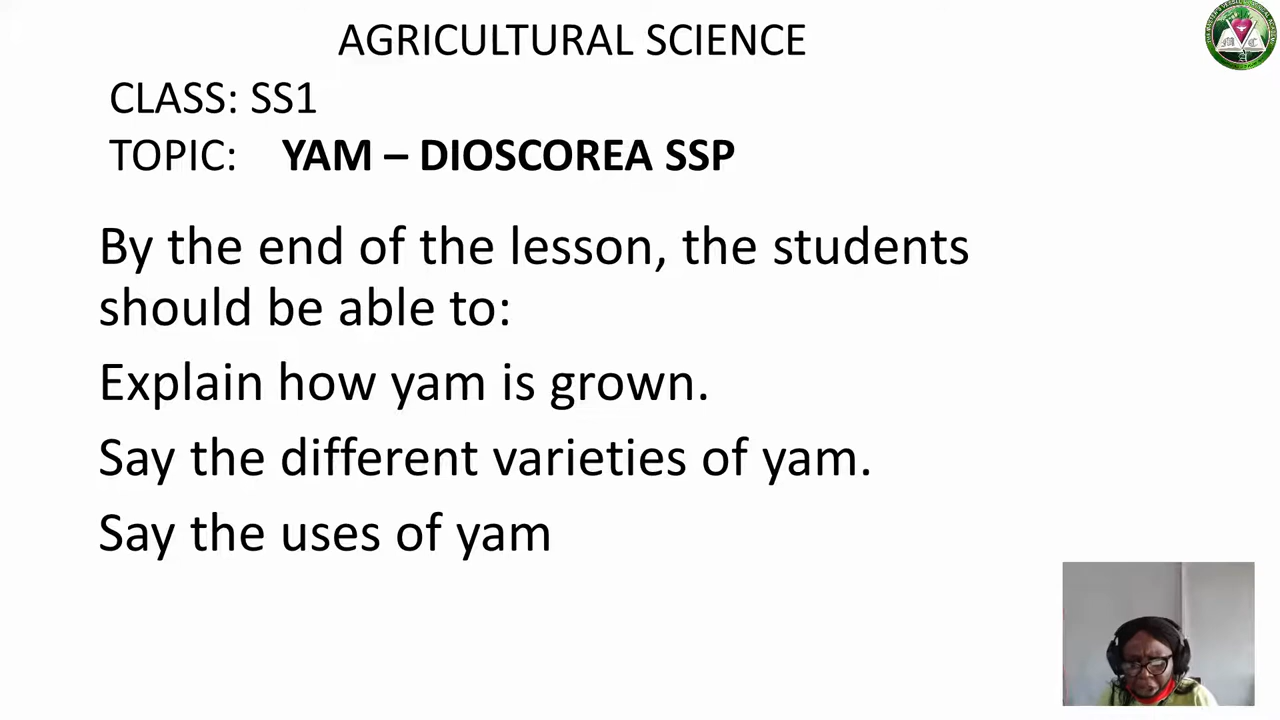 AGRICULTURAL SCIENCE
CLASS: SS1
TOPIC: YAM – DIOSCOREA SSP
By the end of the lesson, the students
should be able to:
Explain how yam is grown.
Say the different varieties of yam.
Say the uses of yam